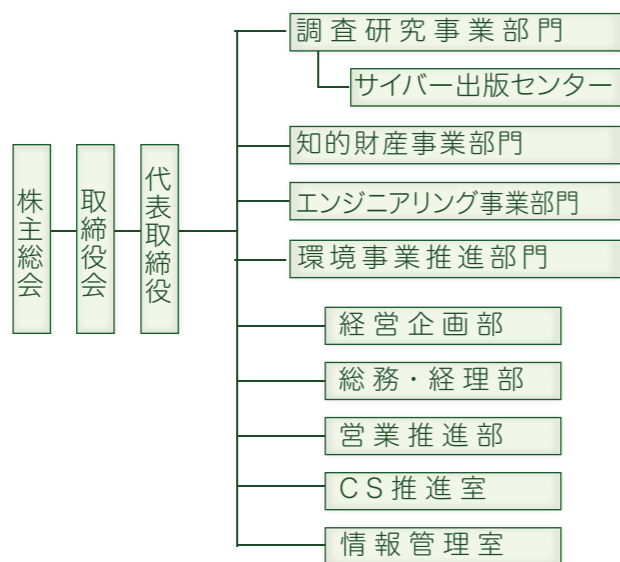 株主総会
取締役会
代表取締役
調査研究事業部門
サイバー出版センター
知的財産事業部門
エンジニアリング事業部門
環境事業推進部門
経営企画部
総務・経理部
営業推進部
CS推進室
情報管理室